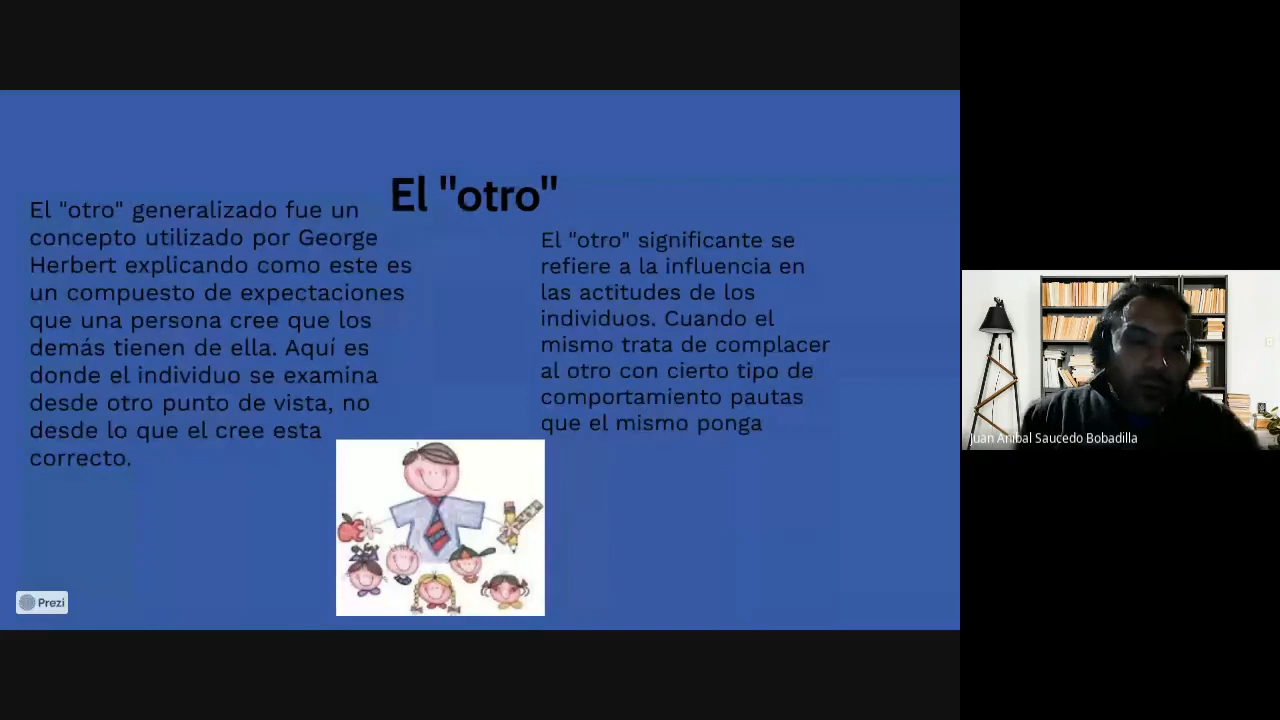 El "otro"
El "otro" generalizado fue un
concepto utilizado por George
Herbert explicando como este es
un compuesto de expectaciones
que una persona cree que los
demás tienen de ella. Aquí es
donde el individuo se examina
desde otro punto de vista, no
desde lo que el cree esta
correcto.
El "otro" significante se
refiere a la influencia en
las actitudes de los
individuos. Cuando el
mismo trata de complacer
al otro con cierto tipo de
comportamiento pautas
que el mismo ponga
Prezi
Juan Anibal Saucedo Bobadilla